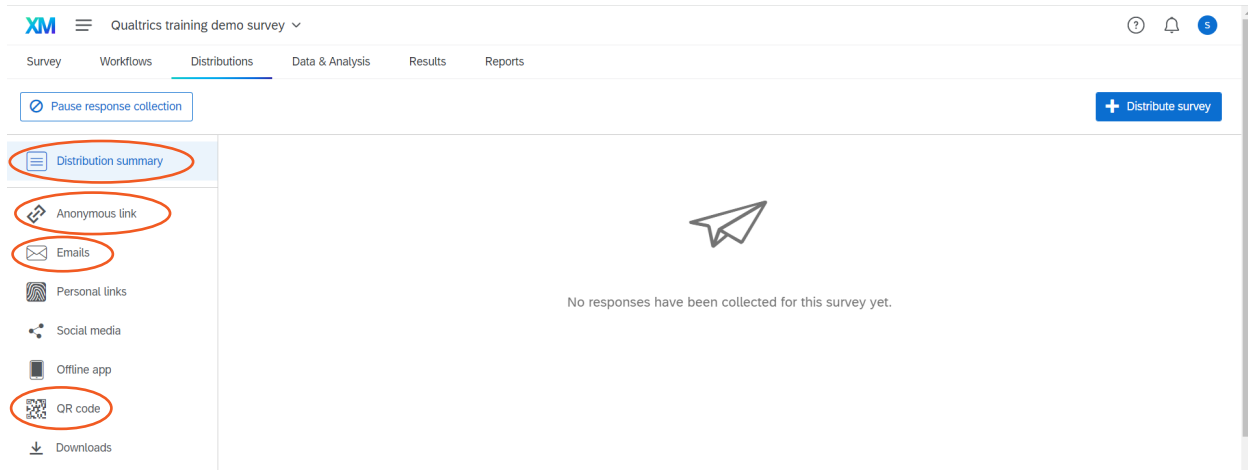 XM Qualtrics training demo survey ? S
Survey Workflows Distributions Data & Analysis Results Reports
Pause response collection + Distribute survey
Distribution summary
Anonymous link
Emails
Personal links
Social media
Offline app
QR code
Downloads
No responses have been collected for this survey yet.